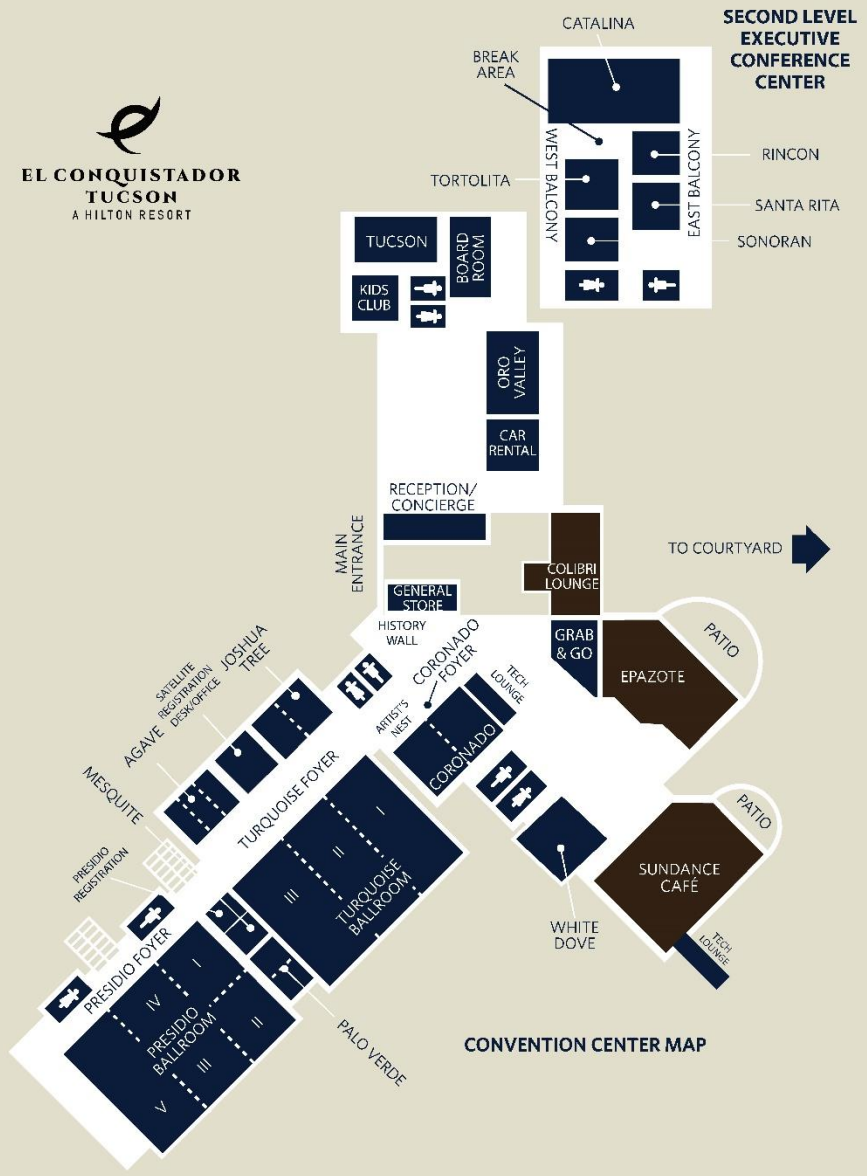 SECOND LEVEL
EXECUTIVE
CONFERENCE
CENTER
CATALINA
BREAK
AREA
EL CONQUISTADOR
TUCSON
A HILTON RESORT
WEST BALCONY
EAST BALCONY
RINCON
TORTOLITA
SANTA RITA
SONORAN
TUCSON
BOARD
ROOM
KIDS
CLUB
ORO
VALLEY
CAR
RENTAL
RECEPTION/
CONCIERGE
MAIN
ENTRANCE
TO COURTYARD
COLIBRI
LOUNGE
GENERAL
STORE
HISTORY
WALL
GRAB
& GO
PATIO
EPAZOTE
CORONADO
FOYER
TECH
LOUNGE
ARTIST'S
NEST
CORONADO
JOSHUA
TREE
SATELLITE
REGISTRATION
DESK/OFFICE
AGAVE
MESQUITE
TURQUOISE FOYER
I
II
III
TURQUOISE
BALLROOM
PATIO
SUNDANCE
CAFÉ
TECH
LOUNGE
WHITE
DOVE
PRESIDIO
REGISTRATION
PRESIDIO FOYER
I
IV
II
PRESIDIO
BALLROOM
III
V
PALO VERDE
CONVENTION CENTER MAP